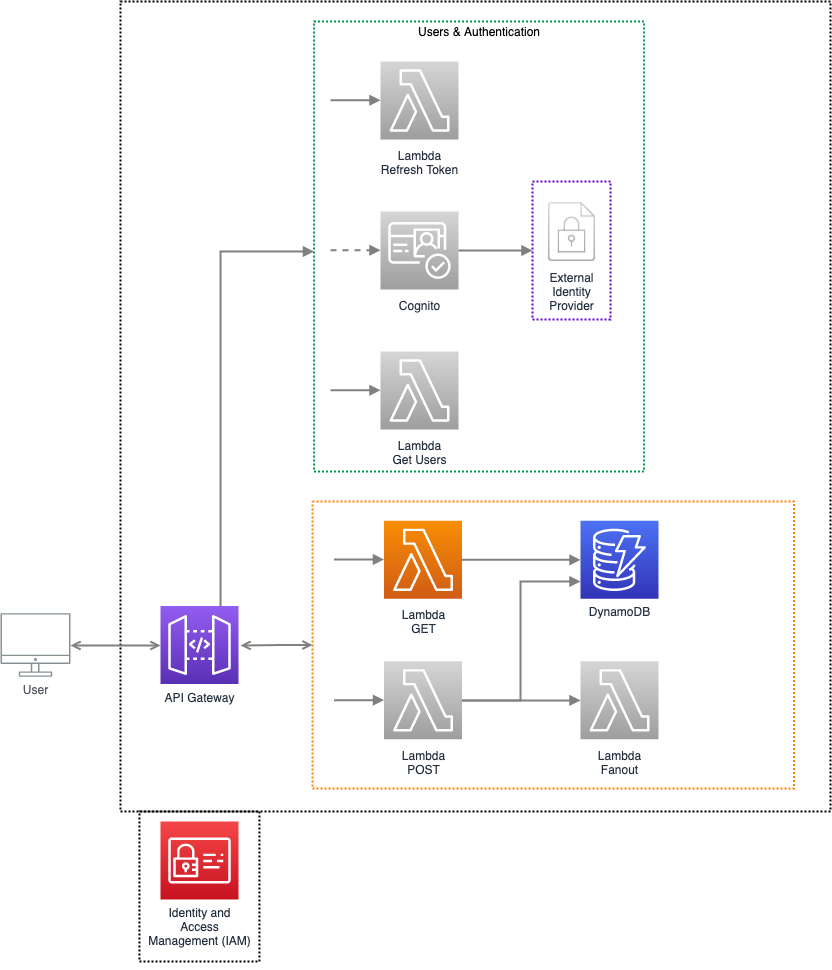 Users & Authentication
Lambda
Refresh Token
Cognito
External
Identity
Provider
Lambda
Get Users
Lambda
GET
DynamoDB
User
API Gateway
Lambda
POST
Lambda
Fanout
Identity and
Access
Management (IAM)